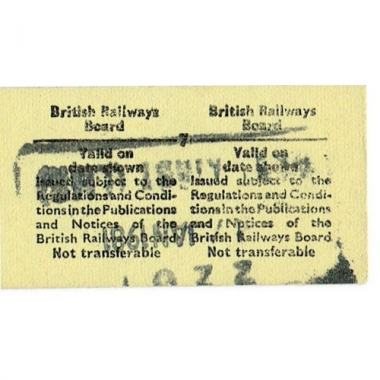 British Railways
Board
Valid on
date shown
Issued subject to the
Regulations and Condi-
tions in the Publications
and Notices of the
British Railways Board
Not transferable
7
British Railways
Board
Valid on
date shown
Issued subject to the
Regulations and Condi-
tions in the Publications
and Notices of the
British Railways Board
Not transferable